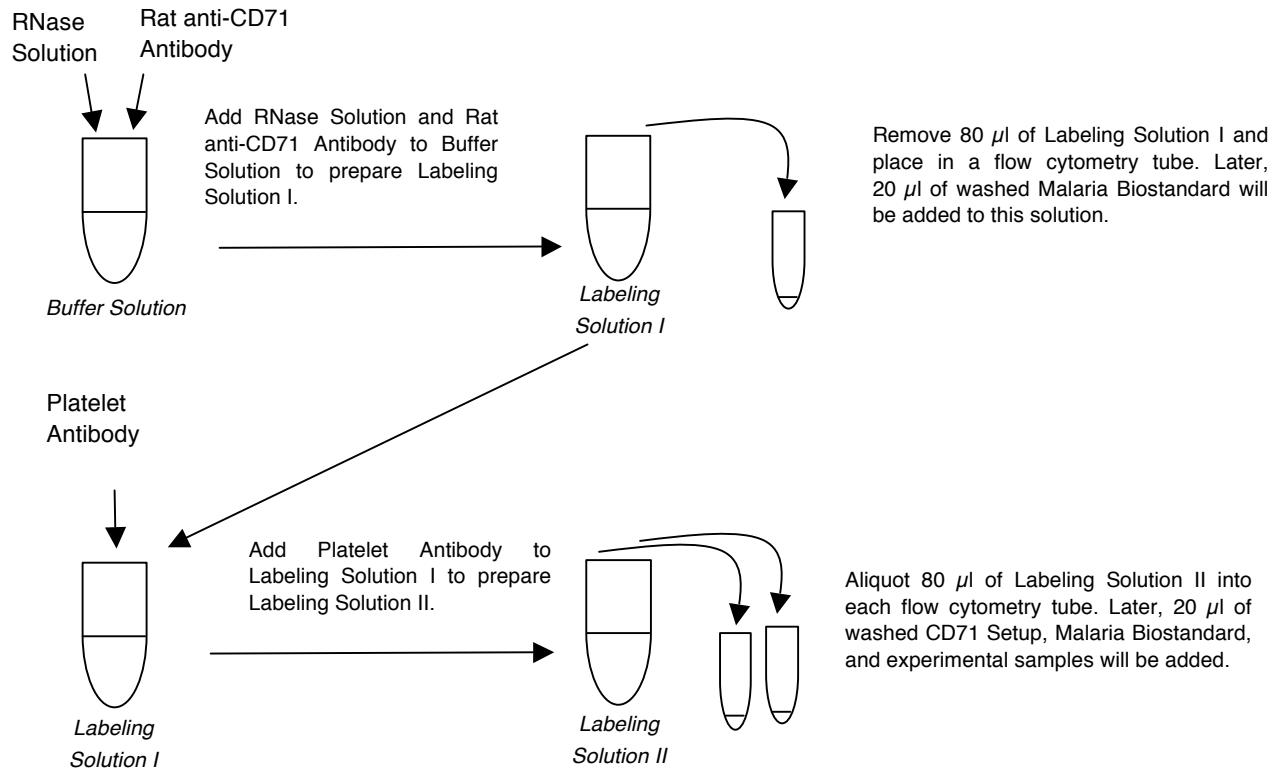 RNase
Solution
Rat anti-CD71
Antibody
Add RNase Solution and Rat
anti-CD71 Antibody to Buffer
Solution to prepare Labeling
Solution I.
Buffer Solution
Labeling
Solution I
Remove 80 µl of Labeling Solution I and
place in a flow cytometry tube. Later,
20 µl of washed Malaria Biostandard will
be added to this solution.
Platelet
Antibody
Labeling
Solution I
Add Platelet Antibody to
Labeling Solution I to prepare
Labeling Solution II.
Labeling
Solution II
Aliquot 80 µl of Labeling Solution II into
each flow cytometry tube. Later, 20 µl of
washed CD71 Setup, Malaria Biostandard,
and experimental samples will be added.